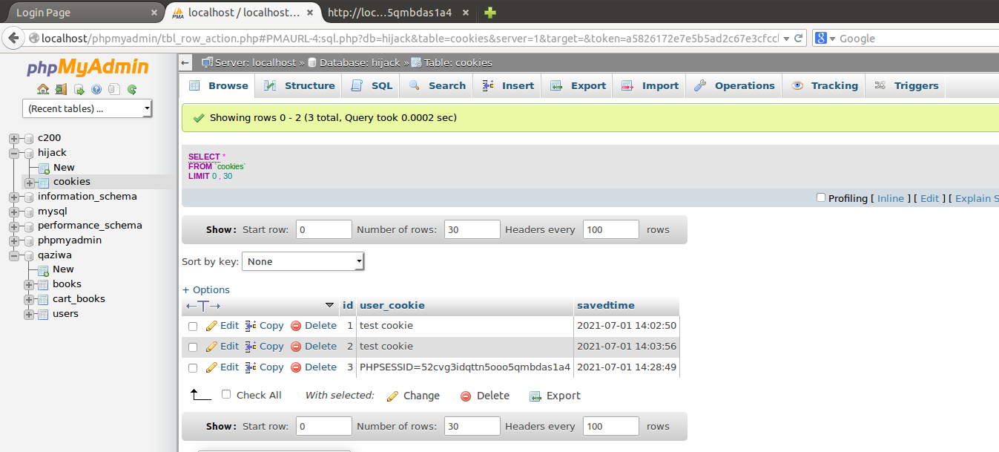 Login Page × localhost / localhost... × http://loc...5qmbdas1a4 ×
localhost/phpmyadmin/tbl_row_action.php#PMAURL-4:sql.php?db=hijack&table=cookies&server=1&target=&token=a5826172e7e5b5ad2c67e3cfccl Google
phpMyAdmin
(Recent tables) ...
c200
hijack
New
cookies
information_schema
mysql
performance_schema
phpmyadmin
qaziwa
New
books
cart_books
users
Server: localhost » Database: hijack » Table: cookies
Browse Structure SQL Search Insert Export Import Operations Tracking Triggers
Showing rows 0 - 2 (3 total, Query took 0.0002 sec)
SELECT *
FROM `cookies`
LIMIT 0 , 30
Profiling [ Inline ] [ Edit ] [ Explain S
Show: Start row: 0 Number of rows: 30 Headers every 100 rows
Sort by key: None
+ Options
id user_cookie savedtime
Edit Copy Delete 1 test cookie 2021-07-01 14:02:50
Edit Copy Delete 2 test cookie 2021-07-01 14:03:56
Edit Copy Delete 3 PHPSESSID=52cvg3idqttn5ooo5qmbdas1a4 2021-07-01 14:28:49
Check All With selected: Change Delete Export
Show: Start row: 0 Number of rows: 30 Headers every 100 rows